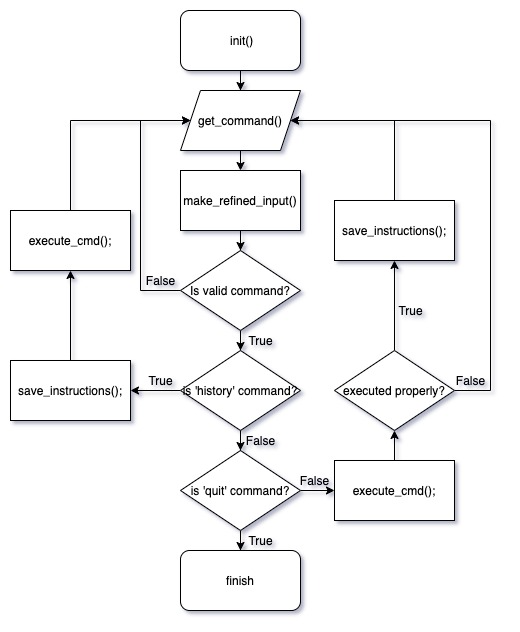 init()
get_command()
make_refined_input()
execute_cmd();
save_instructions();
False
Is valid command?
True
True
save_instructions();
True
is 'history' command?
executed properly?
False
False
is 'quit' command?
False
execute_cmd();
True
finish